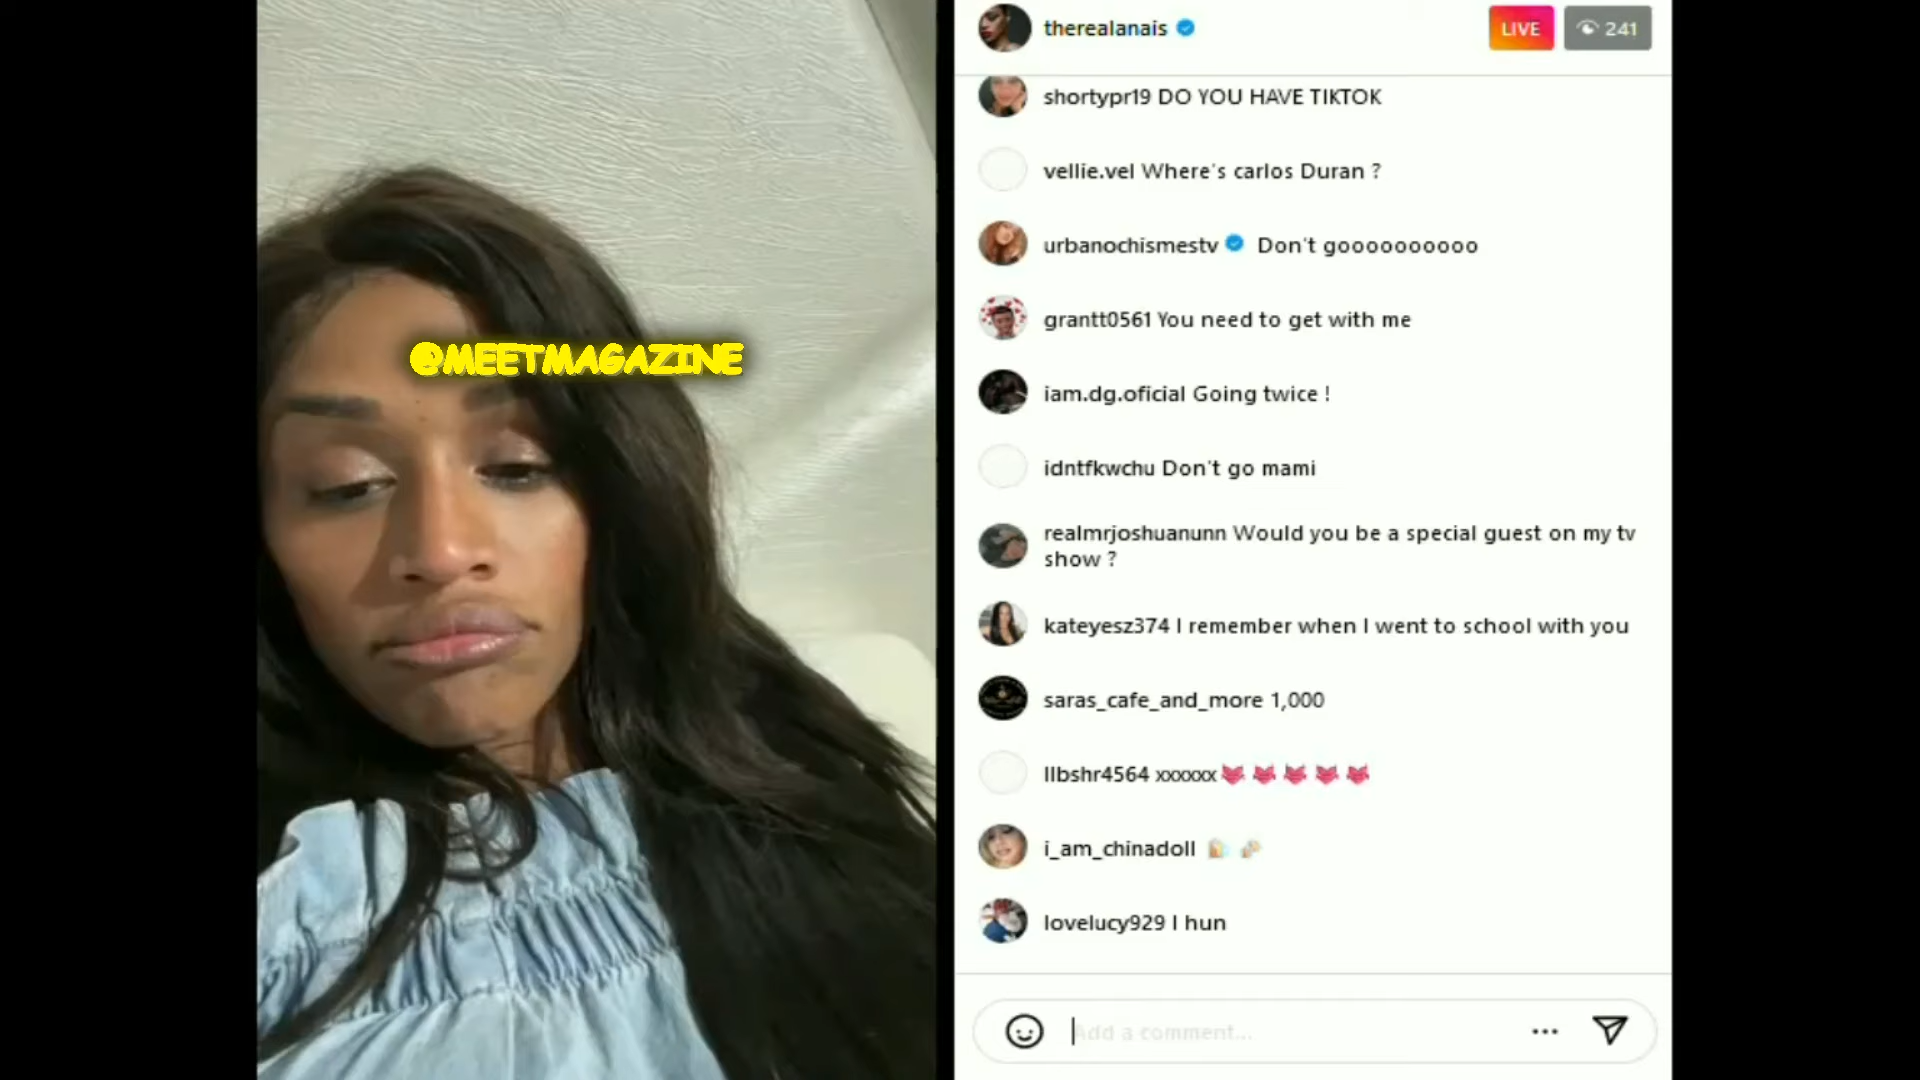 @MEETMAGAZINE
therealanais
LIVE
241
shortypr19 DO YOU HAVE TIKTOK
vellie.vel Where's carlos Duran ?
urbanochismestv Don't goooooooooo
grantt0561 You need to get with me
iam.dg.oficial Going twice !
idntfkwchu Don't go mami
realmrjoshuanunn Would you be a special guest on my tv
show ?
kateyesz374 I remember when I went to school with you
saras_cafe_and_more 1,000
llbshr4564 xxxxxx
i_am_chinadoll
lovelucy929 I hun
Add a comment...